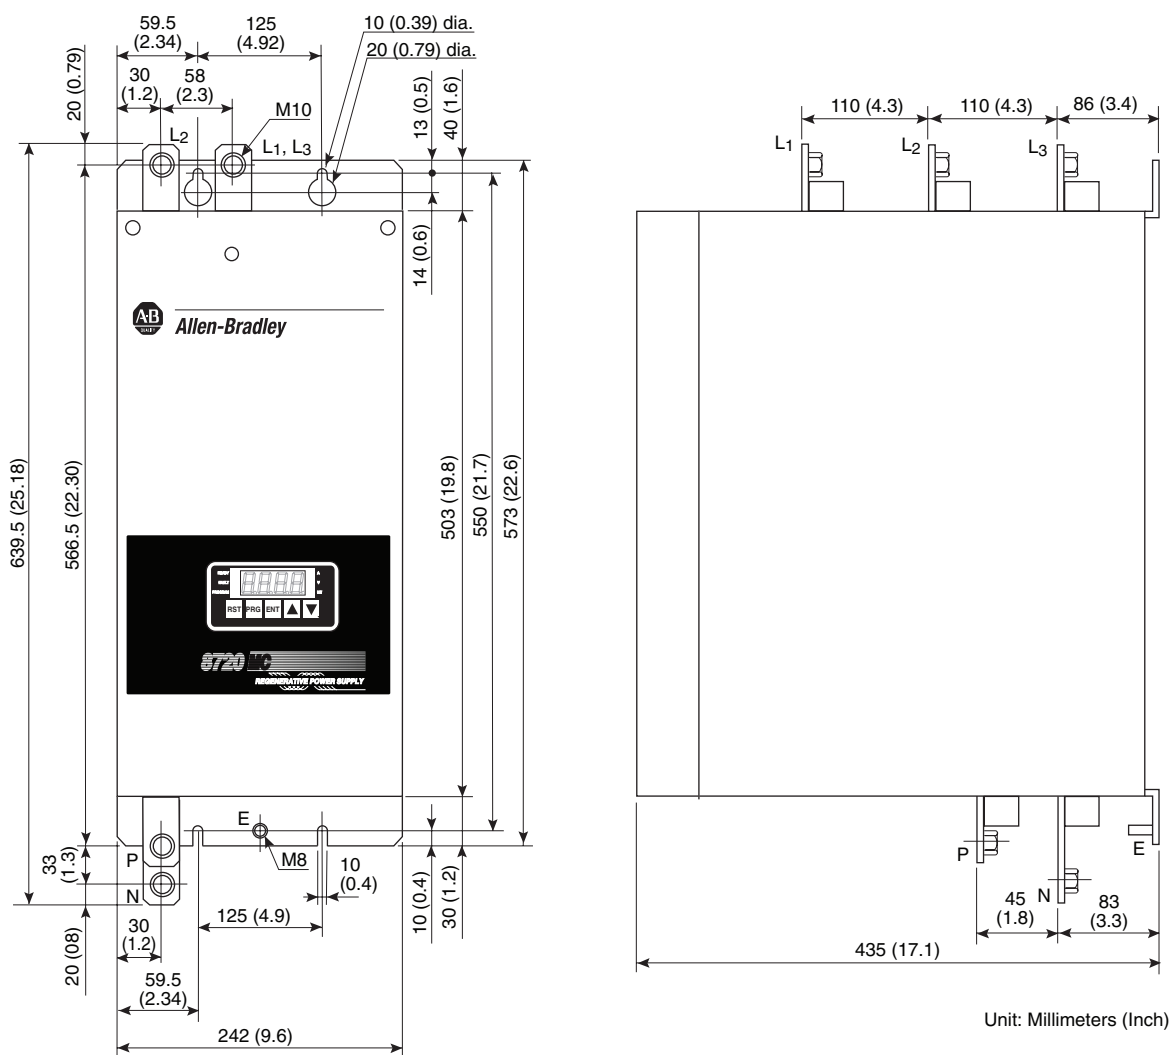 59.5
(2.34)
125
(4.92)
10 (0.39) dia.
20 (0.79) dia.
20 (0.79)
30
(1.2)
58
(2.3)
M10
13 (0.5)
40 (1.6)
L2
L1, L3
14 (0.6)
110 (4.3)
110 (4.3)
86 (3.4)
L1
L2
L3
A·B
QUALITY
Allen-Bradley
639.5 (25.18)
566.5 (22.30)
503 (19.8)
550 (21.7)
573 (22.6)
RST
PRG
ENT
8720 MC
REGENERATIVE POWER SUPPLY
E
P
N
M8
33
(1.3)
10
(0.4)
10 (0.4)
30 (1.2)
125 (4.9)
20 (08)
30
(1.2)
59.5
(2.34)
242 (9.6)
P
N
E
45
(1.8)
83
(3.3)
435 (17.1)
Unit: Millimeters (Inch)